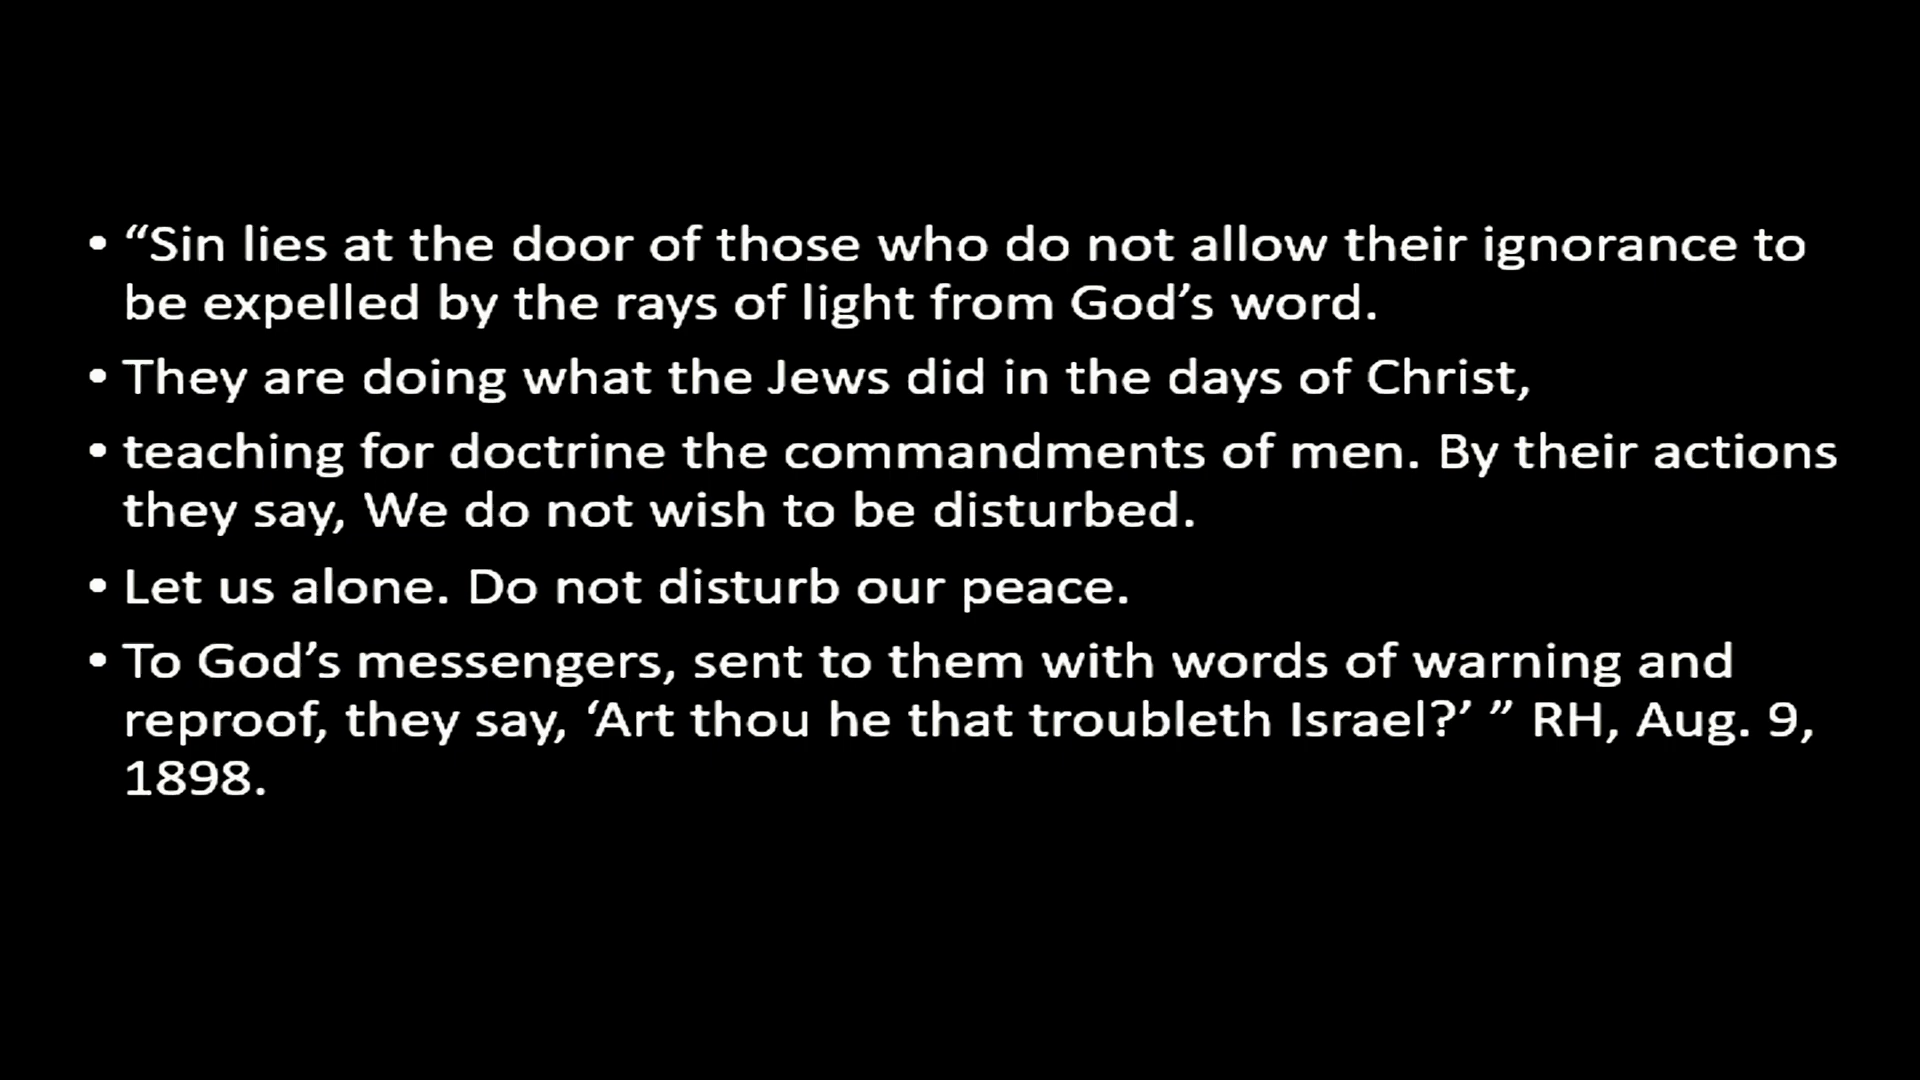 • “Sin lies at the door of those who do not allow their ignorance to
be expelled by the rays of light from God’s word.
• They are doing what the Jews did in the days of Christ,
• teaching for doctrine the commandments of men. By their actions
they say, We do not wish to be disturbed.
• Let us alone. Do not disturb our peace.
• To God’s messengers, sent to them with words of warning and
reproof, they say, ‘Art thou he that troubleth Israel?’ ” RH, Aug. 9,
1898.